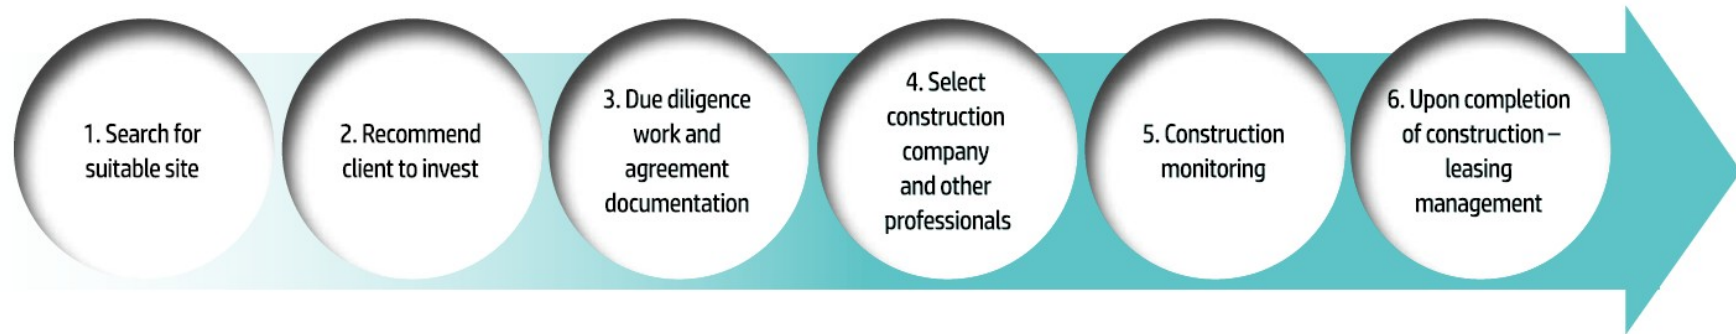 1. Search for
suitable site
2. Recommend
client to invest
3. Due diligence
work and
agreement
documentation
4. Select
construction
company
and other
professionals
5. Construction
monitoring
6. Upon completion
of construction –
leasing
management